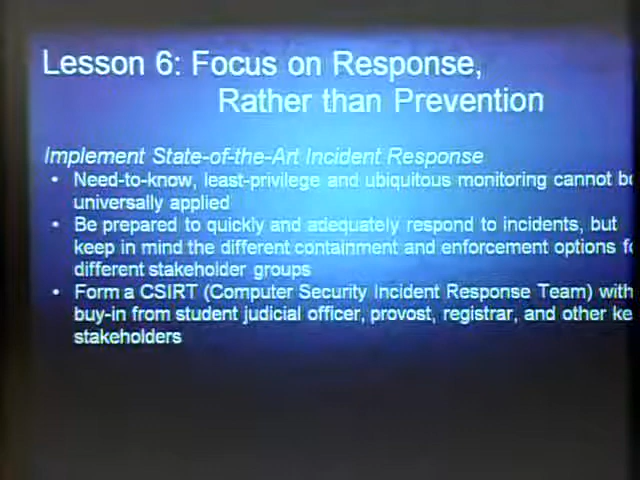 Lesson 6: Focus on Response,
Rather than Prevention
Implement State-of-the-Art Incident Response
• Need-to-know, least-privilege and ubiquitous monitoring cannot
universally applied
• Be prepared to quickly and adequately respond to incidents, but
keep in mind the different containment and enforcement options
different stakeholder groups
• Form a CSIRT (Computer Security Incident Response Team) with
buy-in from student judicial officer, provost, registrar, and other
stakeholders